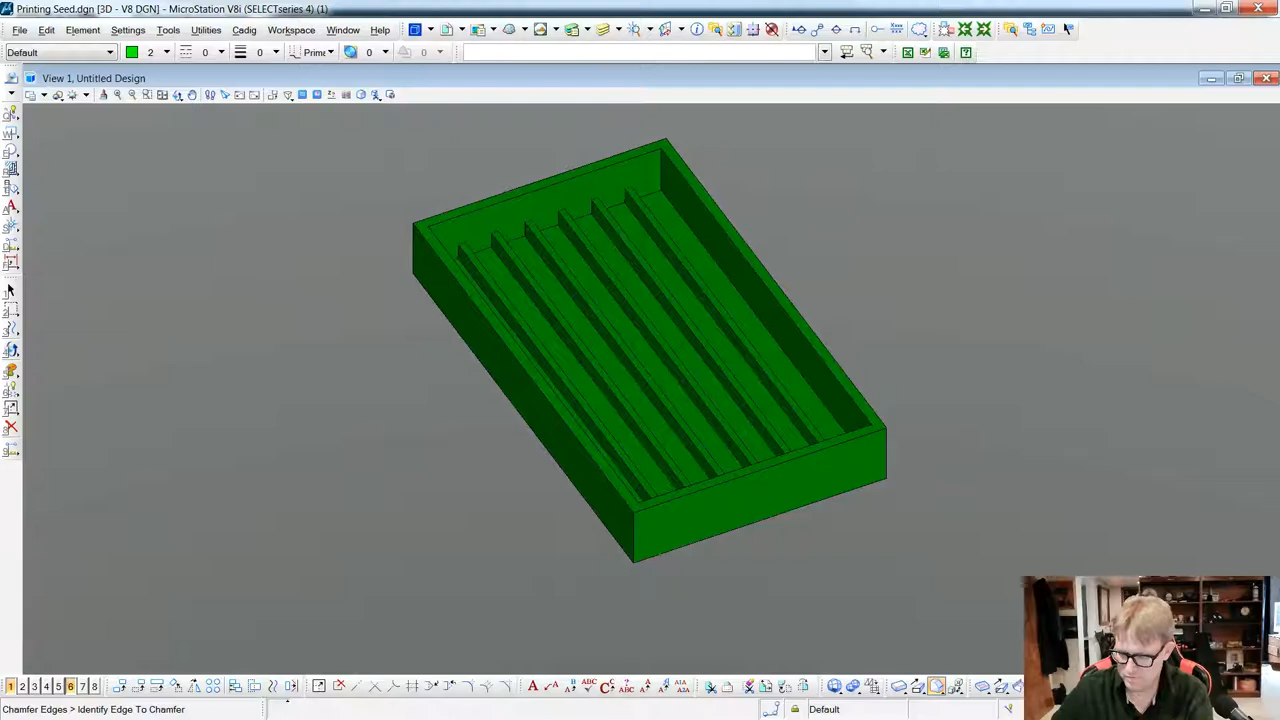 Printing Seed.dgn [3D - V8 DGN] - MicroStation V8i (SELECTseries 4) (1)
File Edit Element Settings Tools Utilities Cadig Workspace Window Help
Default 2 0 0 Prime 0 0
View 1, Untitled Design
1 2 3 4 5 6 7 8
Chamfer Edges > Identify Edge To Chamfer Default